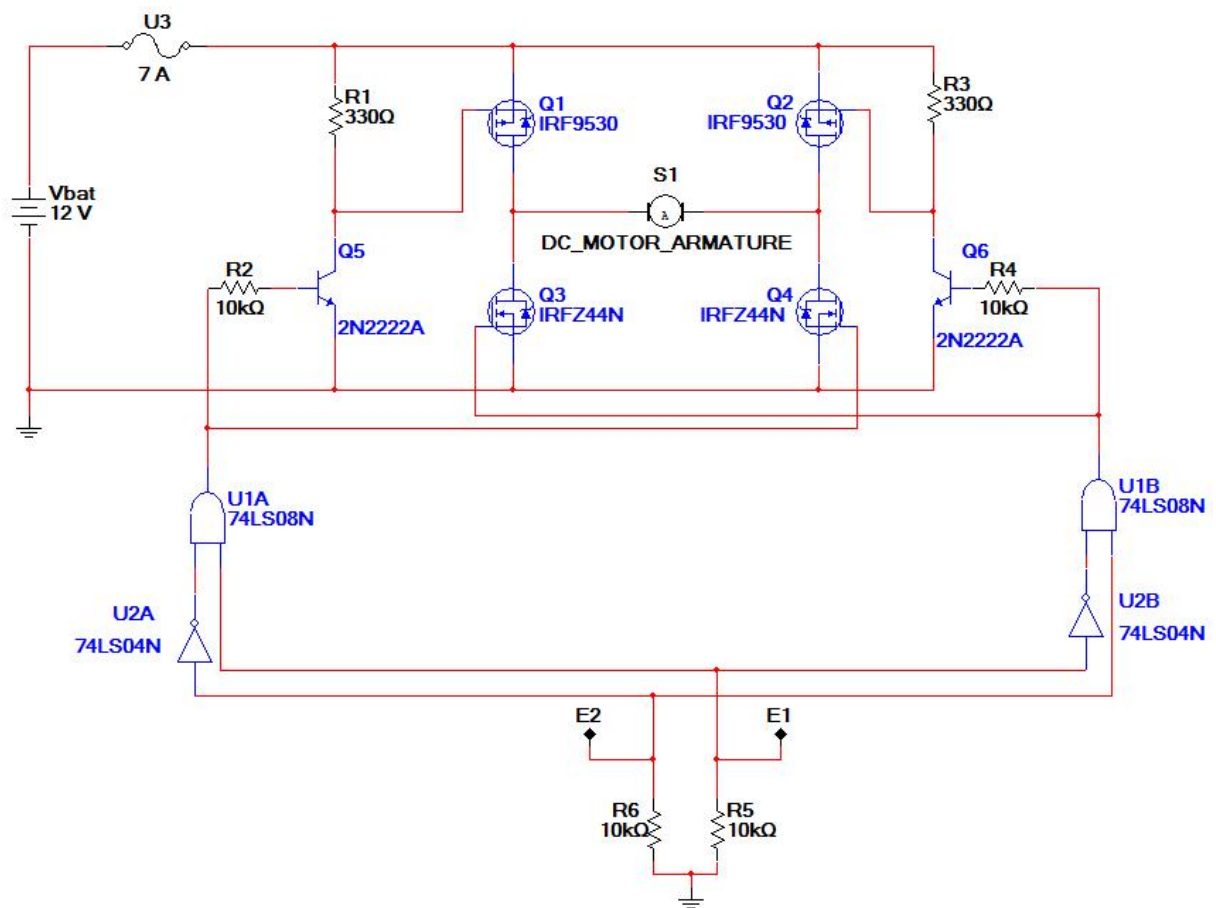 U3
7 A
R1
330Ω
Q1
IRF9530
Q2
IRF9530
R3
330Ω
Vbat
12 V
S1
A
DC_MOTOR_ARMATURE
Q5
R2
10kΩ
2N2222A
Q3
IRFZ44N
Q4
IRFZ44N
Q6
R4
10kΩ
2N2222A
U1A
74LS08N
U1B
74LS08N
U2A
74LS04N
U2B
74LS04N
E2
E1
R6
10kΩ
R5
10kΩ